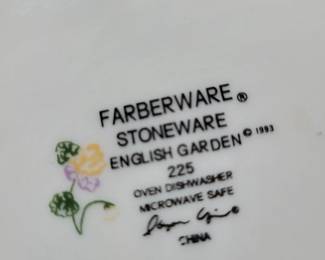 FARBERWARE®
STONEWARE
ENGLISH GARDEN © 1993
225
OVEN DISHWASHER
MICROWAVE SAFE
®
CHINA